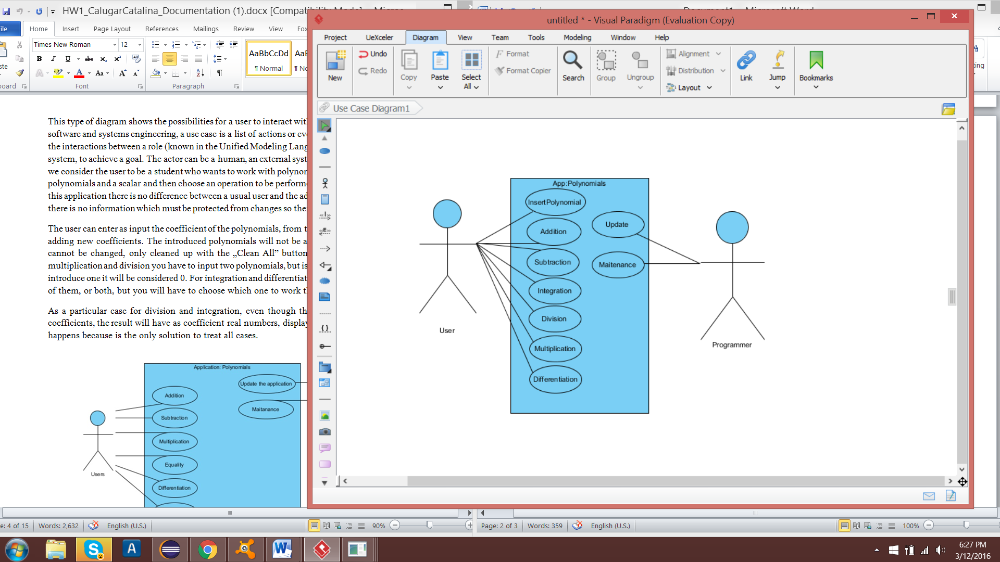 HW1_CalugarCatalina_Documentation (1).docx [Compatibility Mode] - Micros
Document1 - Microsoft Word
File
Home
Insert
Page Layout
References
Mailings
Review
View
Fox
Times New Roman
12
AaBbCcDd
¶ Normal
Font
Paragraph
This type of diagram shows the possibilities for a user to interact wit
software and systems engineering, a use case is a list of actions or eve
the interactions between a role (known in the Unified Modeling Lang
system, to achieve a goal. The actor can be a human, an external syst
we consider the user to be a student who wants to work with polynom
polynomials and a scalar and then choose an operation to be performe
this application there is no difference between a usual user and the ad
there is no information which must be protected from changes so the
The user can enter as input the coefficient of the polynomials, from t
adding new coefficients. The introduced polynomials will not be a
cannot be changed, only cleaned up with the „Clean All” button
multiplication and division you have to input two polynomials, but is
introduce one it will be considered 0. For integration and differentiat
of them, or both, but you will have to choose which one to work t
As a particular case for division and integration, even though th
coefficients, the result will have as coefficient real numbers, display
happens because is the only solution to treat all cases.
Application: Polynomials
Update the application
Maitanance
Addition
Subtraction
Multiplication
Equality
Differentiation
Users
untitled * - Visual Paradigm (Evaluation Copy)
Project
UeXceler
Diagram
View
Team
Tools
Modeling
Window
Help
New
Undo
Redo
Copy
Paste
Select
All
Format
Format Copier
Search
Group
Ungroup
Alignment
Distribution
Layout
Link
Jump
Bookmarks
Use Case Diagram1
App:Polynomials
InsertPolynomial
Addition
Subtraction
Integration
Division
Multiplication
Differentiation
Update
Maitenance
User
Programmer
e: 4 of 15
Words: 2,632
English (U.S.)
90%
Page: 2 of 3
Words: 359
English (U.S.)
100%
6:27 PM
3/12/2016